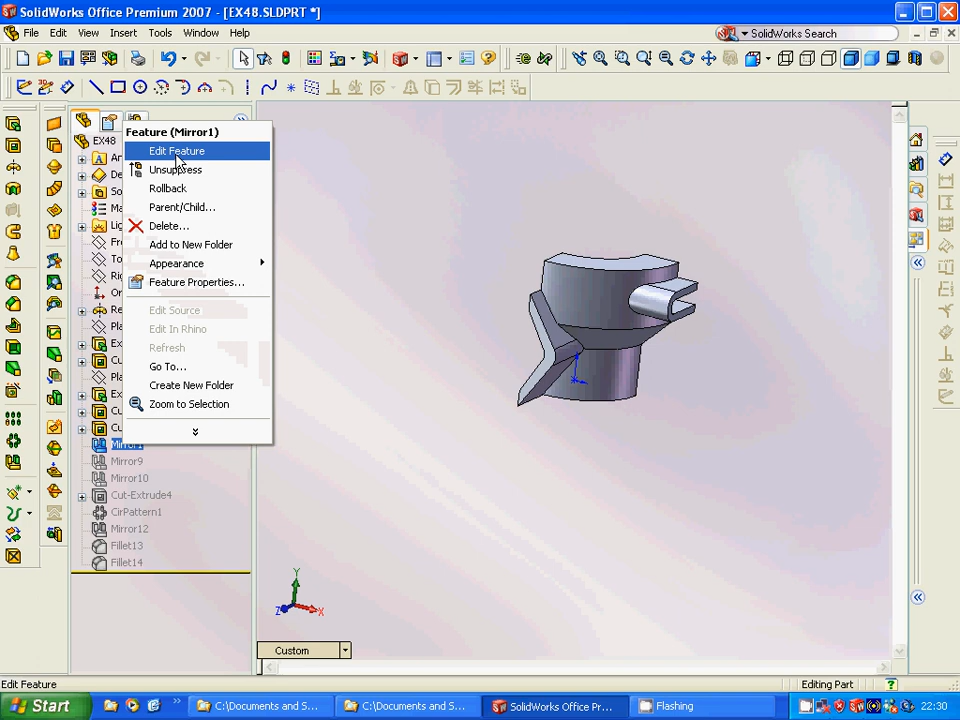 SolidWorks Office Premium 2007 - [EX48.SLDPRT *]
File Edit View Insert Tools Window Help
SolidWorks Search
Feature (Mirror1)
EX48
Edit Feature
Unsuppress
Rollback
Parent/Child...
Delete...
Add to New Folder
Appearance
Feature Properties...
Edit Source
Edit In Rhino
Refresh
Go To...
Create New Folder
Zoom to Selection
Mirror1
Mirror9
Mirror10
Cut-Extrude4
CirPattern1
Mirror12
Fillet13
Fillet14
Y
Z
X
Custom
Edit Feature
Editing Part
Start
C:\Documents and S...
C:\Documents and S...
SolidWorks Office Pr...
Flashing
22:30